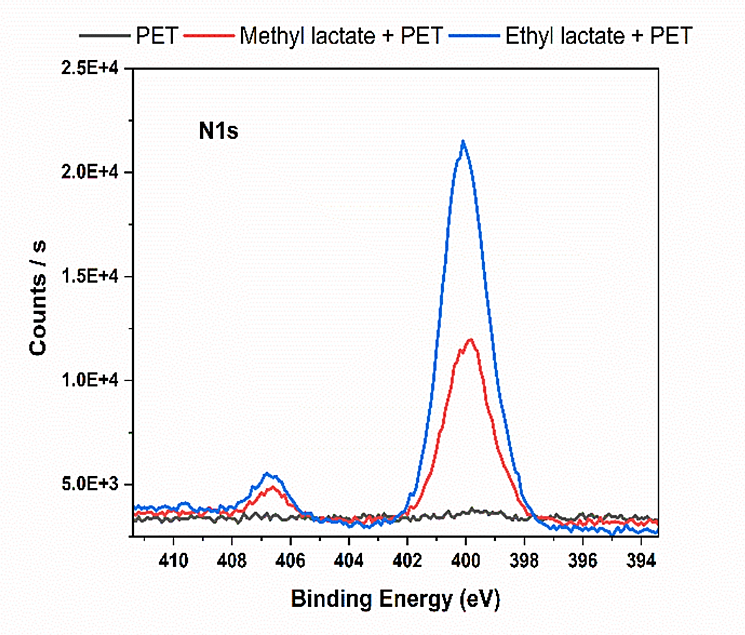 PET Methyl lactate + PET Ethyl lactate + PET
2.5E+4
N1s
2.0E+4
1.5E+4
1.0E+4
5.0E+3
Counts / s
410 408 406 404 402 400 398 396 394
Binding Energy (eV)